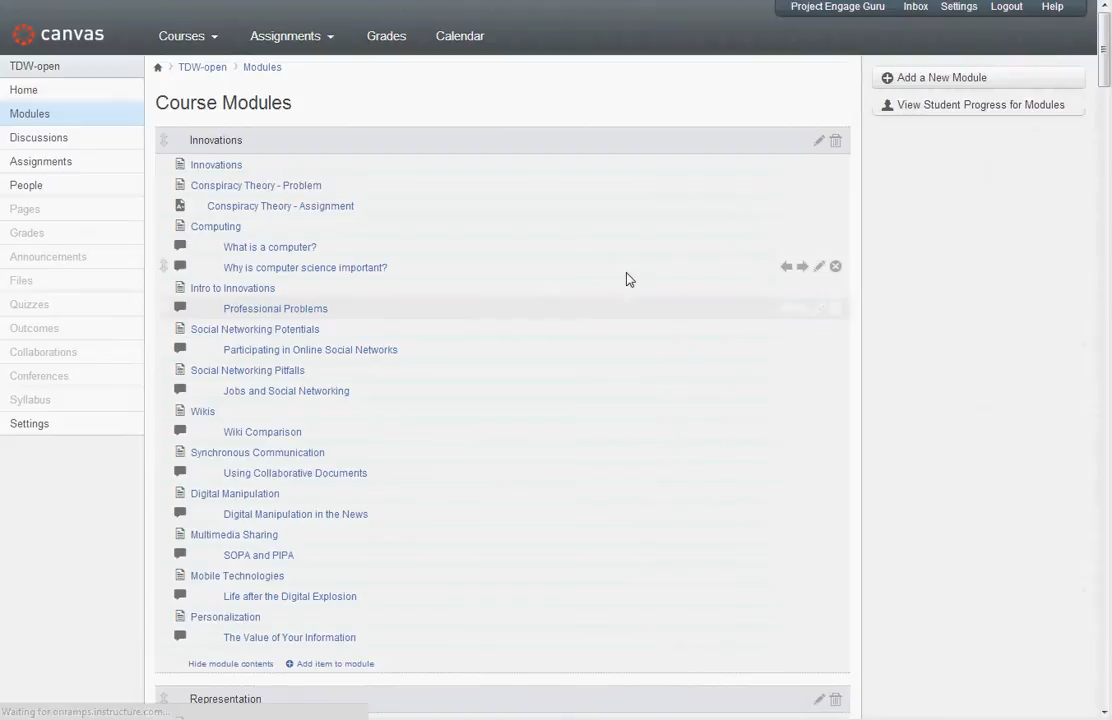 Project Engage Guru Inbox Settings Logout Help
canvas Courses Assignments Grades Calendar
TDW-open
Home
Modules
Discussions
Assignments
People
Pages
Grades
Announcements
Files
Quizzes
Outcomes
Collaborations
Conferences
Syllabus
Settings
TDW-open Modules
Course Modules
Innovations
Innovations
Conspiracy Theory - Problem
Conspiracy Theory - Assignment
Computing
What is a computer?
Why is computer science important?
Intro to Innovations
Professional Problems
Social Networking Potentials
Participating in Online Social Networks
Social Networking Pitfalls
Jobs and Social Networking
Wikis
Wiki Comparison
Synchronous Communication
Using Collaborative Documents
Digital Manipulation
Digital Manipulation in the News
Multimedia Sharing
SOPA and PIPA
Mobile Technologies
Life after the Digital Explosion
Personalization
The Value of Your Information
Hide module contents Add item to module
Representation
Add a New Module
View Student Progress for Modules
Waiting for onramps.instructure.com...